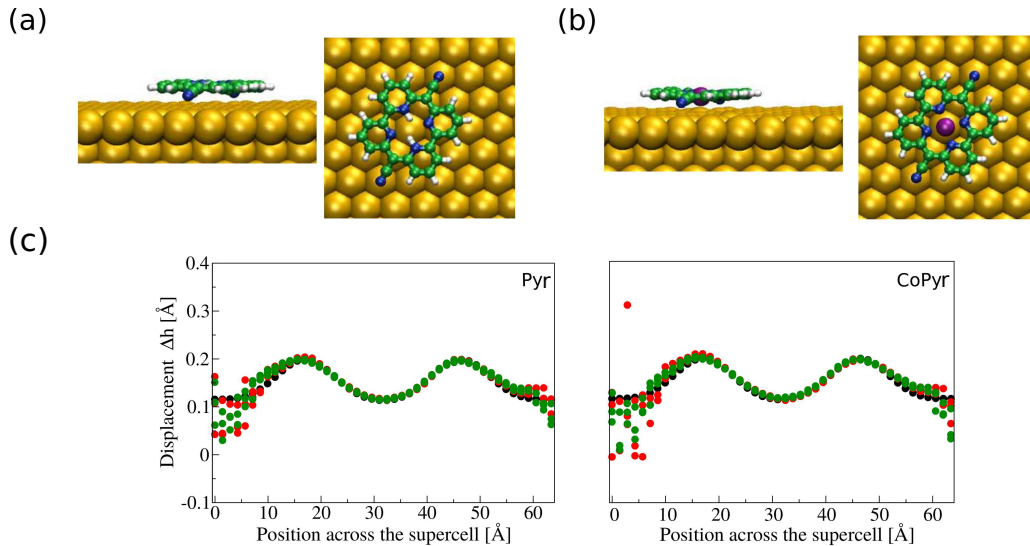 (a)
(b)
(c)
0.4
0.3
0.2
0.1
0
-0.1
Displacement Δh [Å]
Pyr
0 10 20 30 40 50 60
Position across the supercell [Å]
CoPyr
0 10 20 30 40 50 60
Position across the supercell [Å]